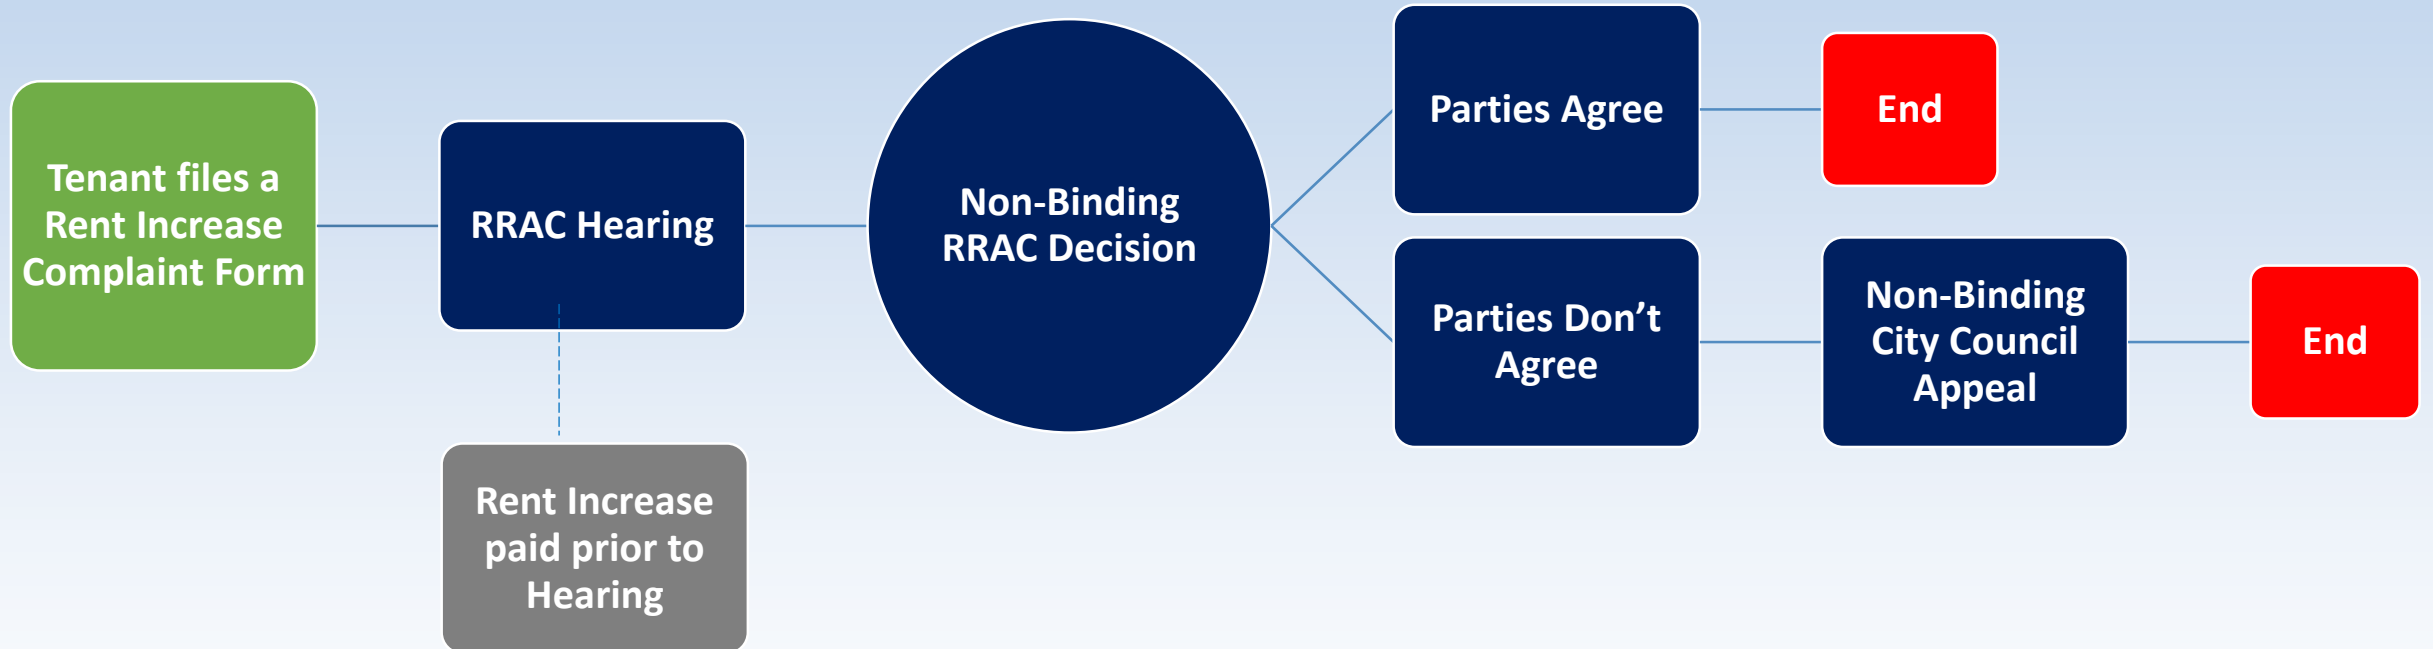 Tenant files a
Rent Increase
Complaint Form
RRAC Hearing
Rent Increase
paid prior to
Hearing
Non-Binding
RRAC Decision
Parties Agree
End
Parties Don’t
Agree
Non-Binding
City Council
Appeal
End